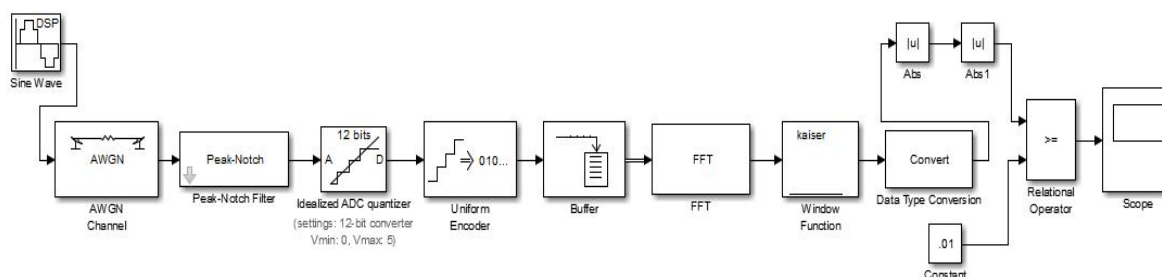 DSP
Sine Wave
AWGN
AWGN
Channel
Peak-Notch
Peak-Notch Filter
12 bits
A
D
Idealized ADC quantizer
(settings: 12-bit converter
Vmin: 0, Vmax: 5)
010...
Uniform
Encoder
Buffer
FFT
FFT
kaiser
Window
Function
Convert
Data Type Conversion
|u|
Abs
|u|
Abs1
.01
Constant
>=
Relational
Operator
Scope